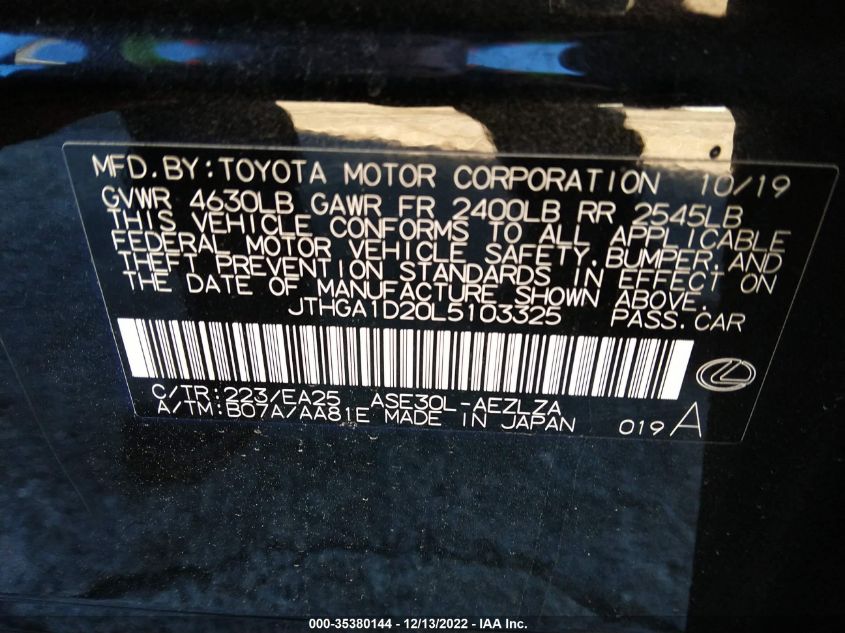 MFD. BY: TOYOTA MOTOR CORPORATION 10/19
GVWR 4630LB GAWR FR 2400LB RR 2545LB
THIS VEHICLE CONFORMS TO ALL APPLICABLE
FEDERAL MOTOR VEHICLE SAFETY, BUMPER, AND
THEFT PREVENTION STANDARDS IN EFFECT ON
THE DATE OF MANUFACTURE SHOWN ABOVE.
JTHGA1D20L5103325 PASS. CAR
C/TR: 223/EA25 ASE30L-AEZLZA
A/TM: B07A/AA81E MADE IN JAPAN 019 A
000-35380144 - 12/13/2022 - IAA Inc.